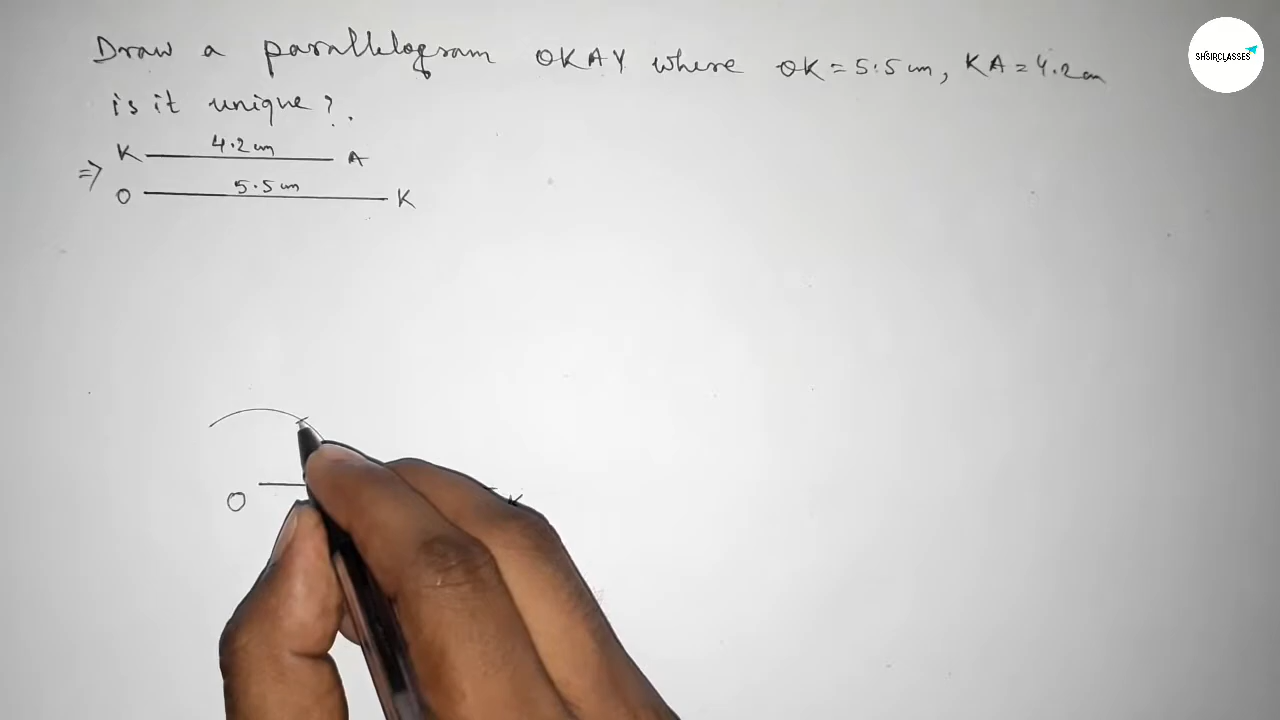 Draw a parallelogram OKAY where OK = 5.5 cm, KA = 4.2 cm
is it unique?.
K 4.2 cm A
⇒
O 5.5 cm K
O K
SHSIRCLASSES